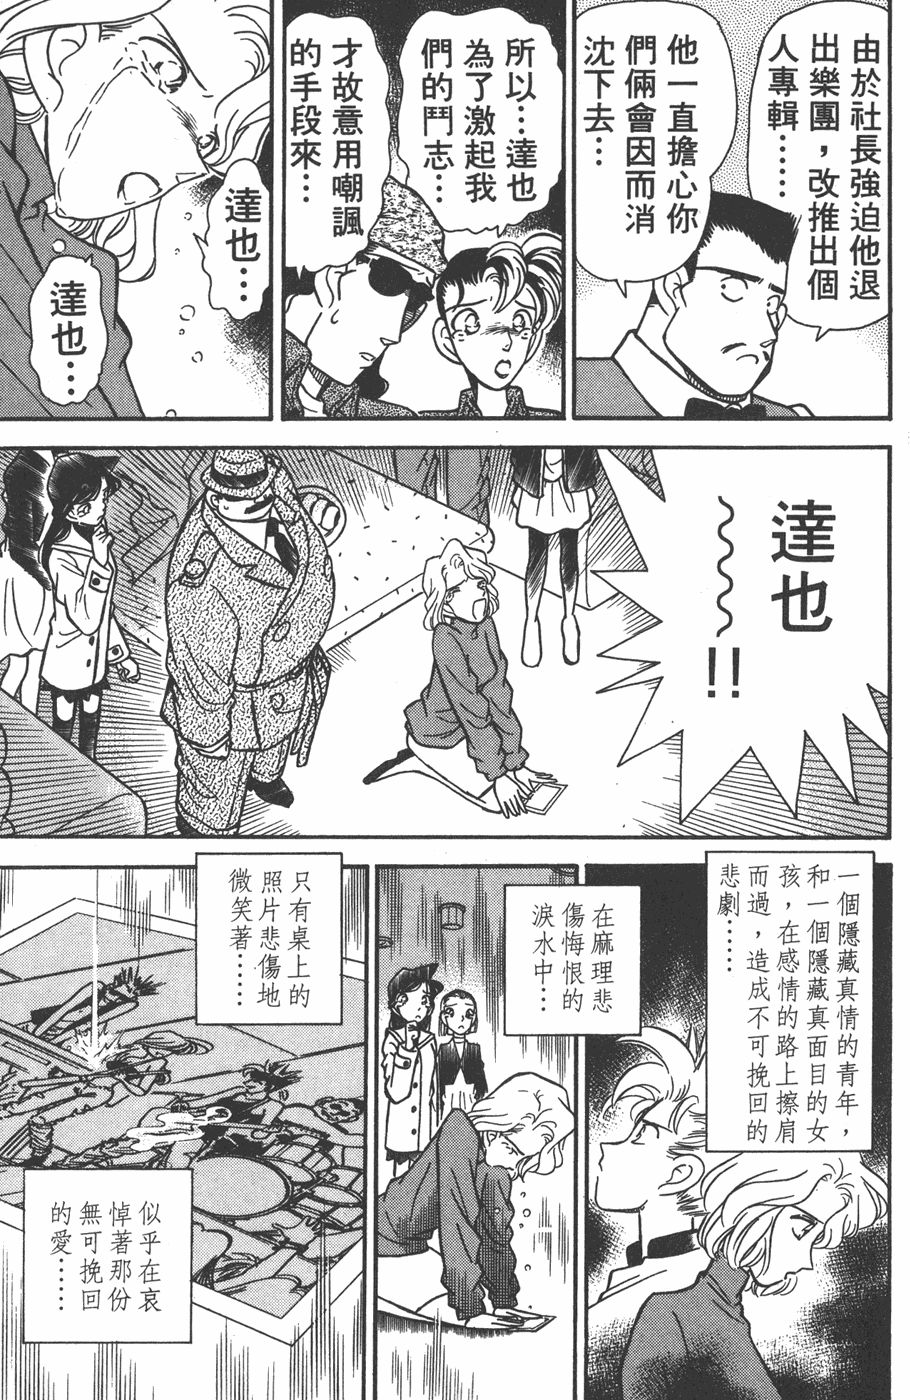 由於社長強迫他退
出樂團，改推出個
人專輯……
他一直擔心你
們倆會因而消
沈下去…
所以…達也
為了激起我
們的鬥志…
才故意用嘲諷
的手段來…
達也…
達也…
達也
～～!!
一個隱藏真情的青年，
和一個隱藏真面目的女
孩，在感情的路上擦肩
而過，造成不可挽回的
悲劇……
在麻理悲
傷悔恨的
淚水中…
只有桌上的
照片悲傷地
微笑著……
似乎在哀
悼著那份
無可挽回
的愛……